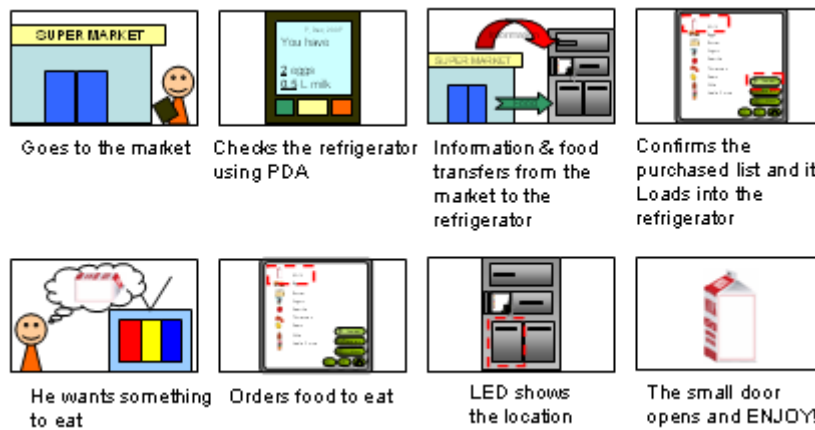 SUPER MARKET
You have
2 eggs
0.5 L milk
SUPER MARKET
Goes to the market
Checks the refrigerator
using PDA
Information & food
transfers from the
market to the
refrigerator
Confirms the
purchased list and it
Loads into the
refrigerator
He wants something
to eat
Orders food to eat
LED shows
the location
The small door
opens and ENJOY!